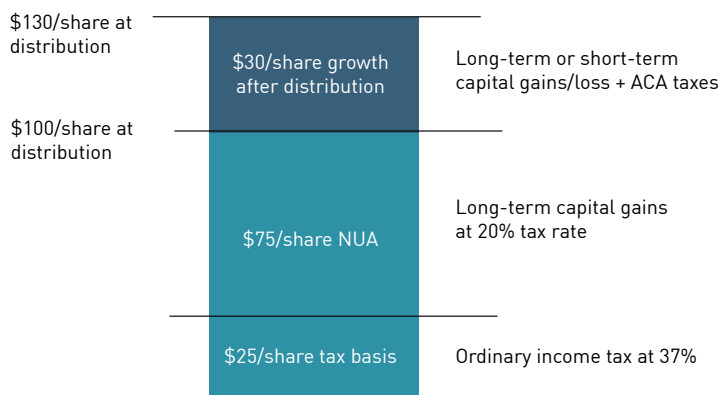 $130/share at
distribution
$30/share growth
after distribution
Long-term or short-term
capital gains/loss + ACA taxes
$100/share at
distribution
$75/share NUA
Long-term capital gains
at 20% tax rate
$25/share tax basis
Ordinary income tax at 37%